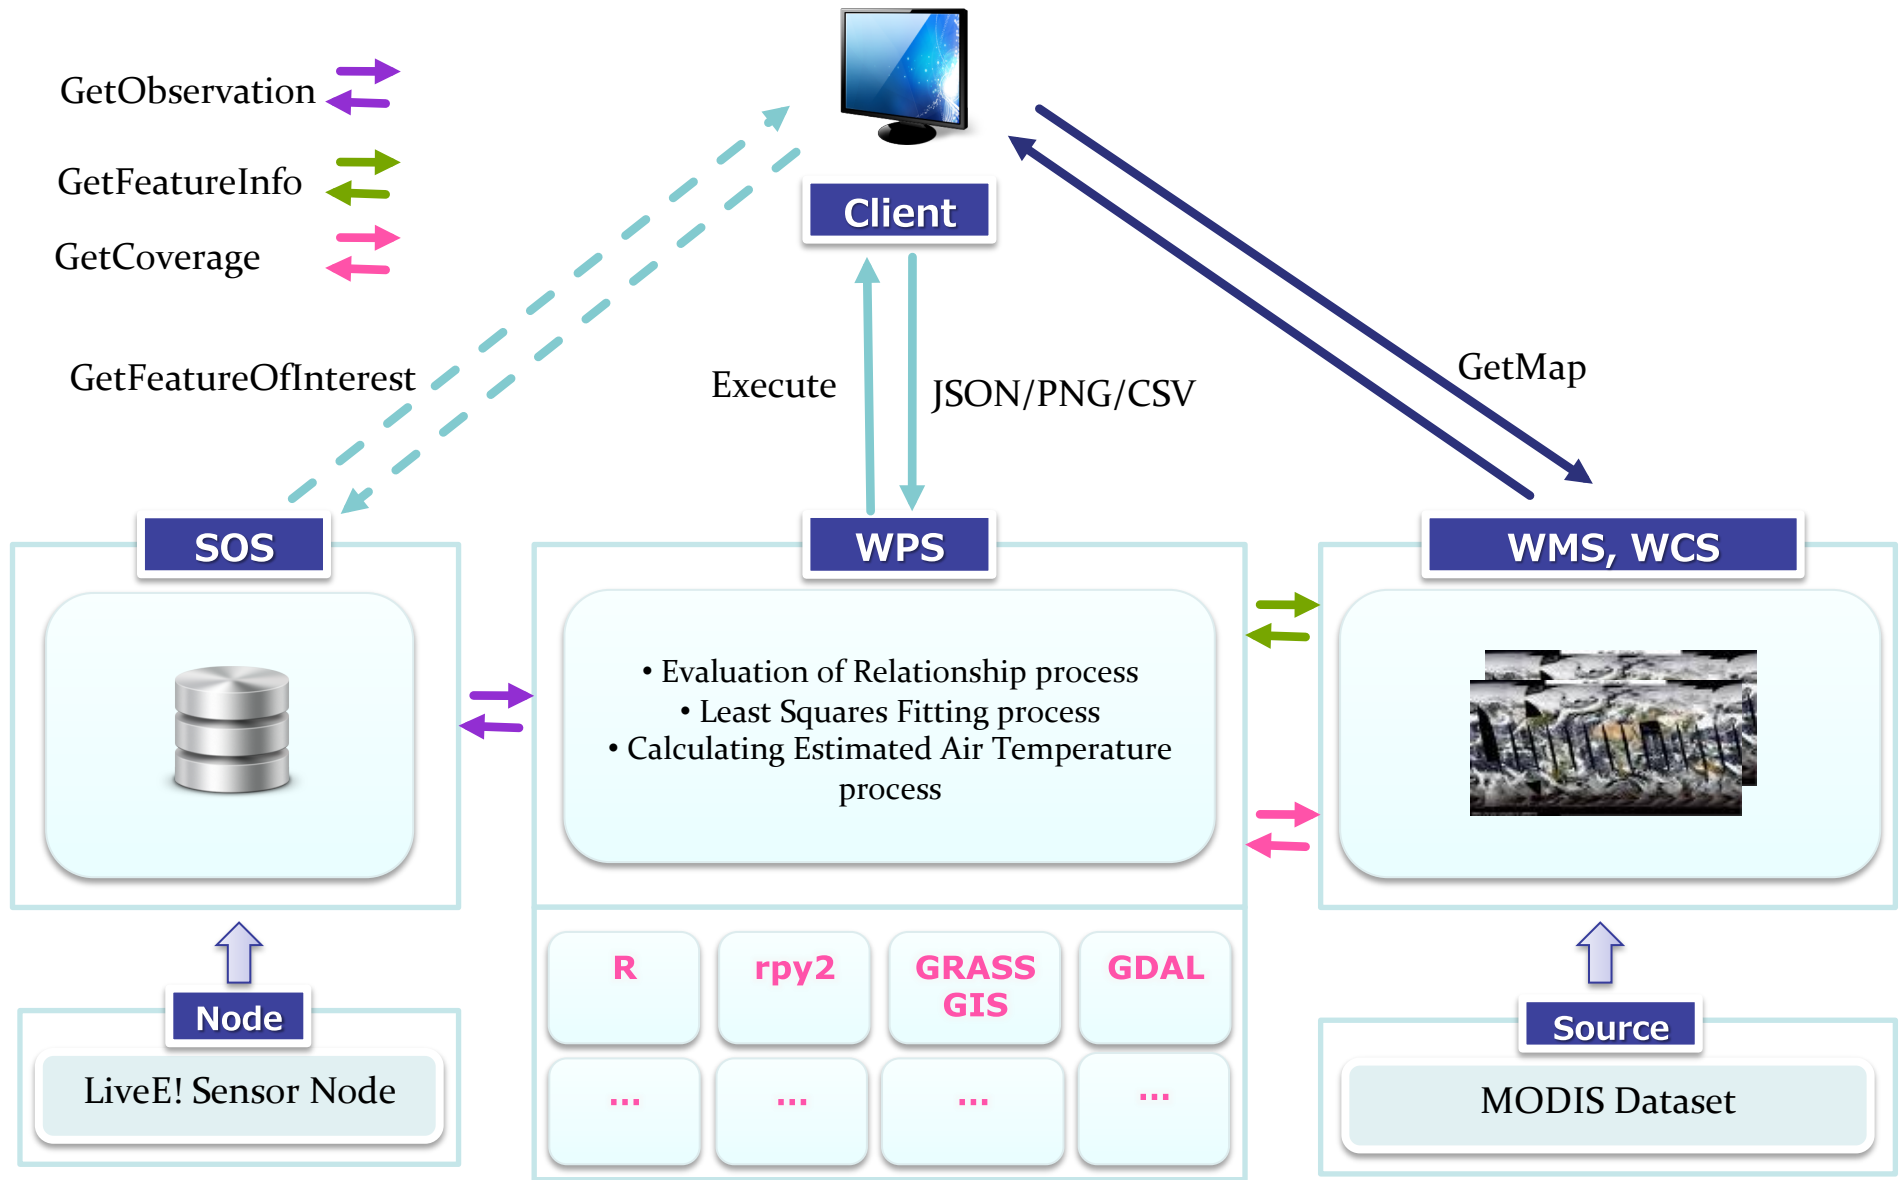 GetObservation
GetFeatureInfo
GetCoverage
Client
GetFeatureOfInterest
Execute
JSON/PNG/CSV
GetMap
SOS
WPS
WMS, WCS
• Evaluation of Relationship process
• Least Squares Fitting process
• Calculating Estimated Air Temperature
process
R
rpy2
GRASS
GIS
GDAL
...
...
...
...
Node
LiveE! Sensor Node
Source
MODIS Dataset